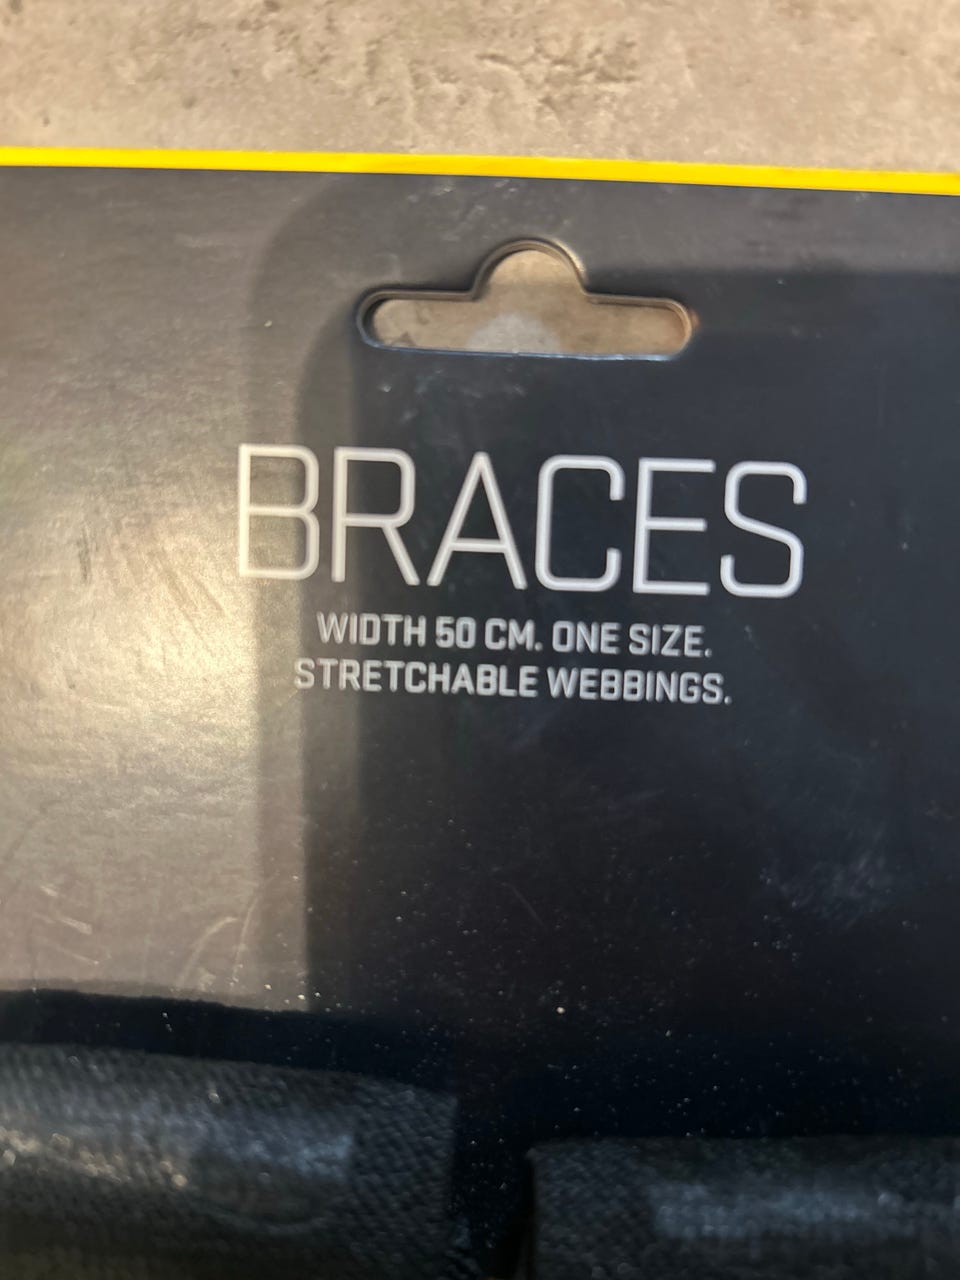 BRACES
WIDTH 50 CM. ONE SIZE.
STRETCHABLE WEBBINGS.